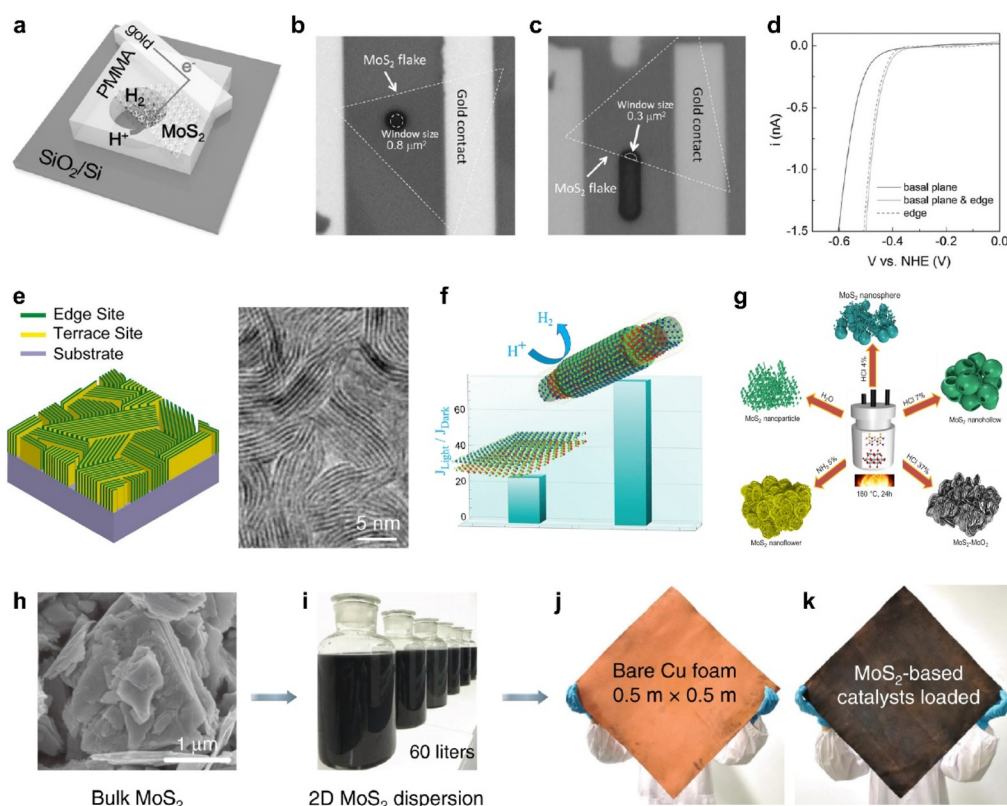 a
gold
e⁻
PMMA
H₂
H⁺
MoS₂
SiO₂/Si
b
MoS₂ flake
Window size
0.8 μm²
Gold contact
c
Window size
0.3 μm²
MoS₂ flake
Gold contact
d
0.0
-0.5
-1.0
-1.5
i (nA)
basal plane
basal plane & edge
edge
-0.6
-0.4
-0.2
0.0
V vs. NHE (V)
e
Edge Site
Terrace Site
Substrate
5 nm
f
H₂
H⁺
J_Light / J_Dark
60
40
20
0
g
MoS₂ nanosphere
HCl 4%
MoS₂ nanoparticle
H₂O
HCl 7%
MoS₂ nanohollow
NH₃ 5%
HCl 37%
180 °C, 24h
MoS₂ nanoflower
MoS₂-MoO₂
h
1 μm
Bulk MoS₂
i
60 liters
2D MoS₂ dispersion
j
Bare Cu foam
0.5 m × 0.5 m
k
MoS₂-based
catalysts loaded